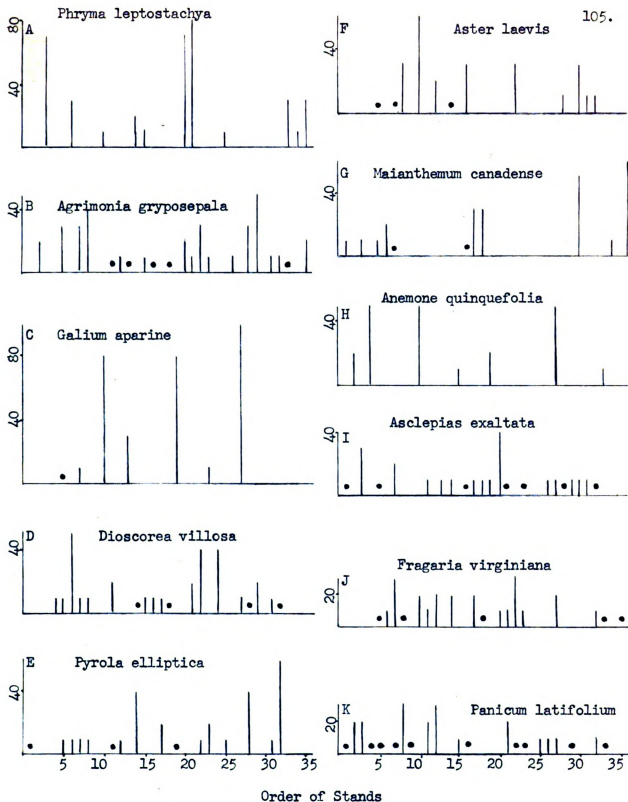 105.
A
Phryma leptostachya
80
40
B
Agrimonia gryposepala
40
C
Galium aparine
80
40
D
Dioscorea villosa
40
E
Pyrola elliptica
40
5 10 15 20 25 30 35
F
Aster laevis
40
G
Maianthemum canadense
40
H
Anemone quinquefolia
40
I
Asclepias exaltata
40
J
Fragaria virginiana
20
K
Panicum latifolium
20
5 10 15 20 25 30 35
Order of Stands